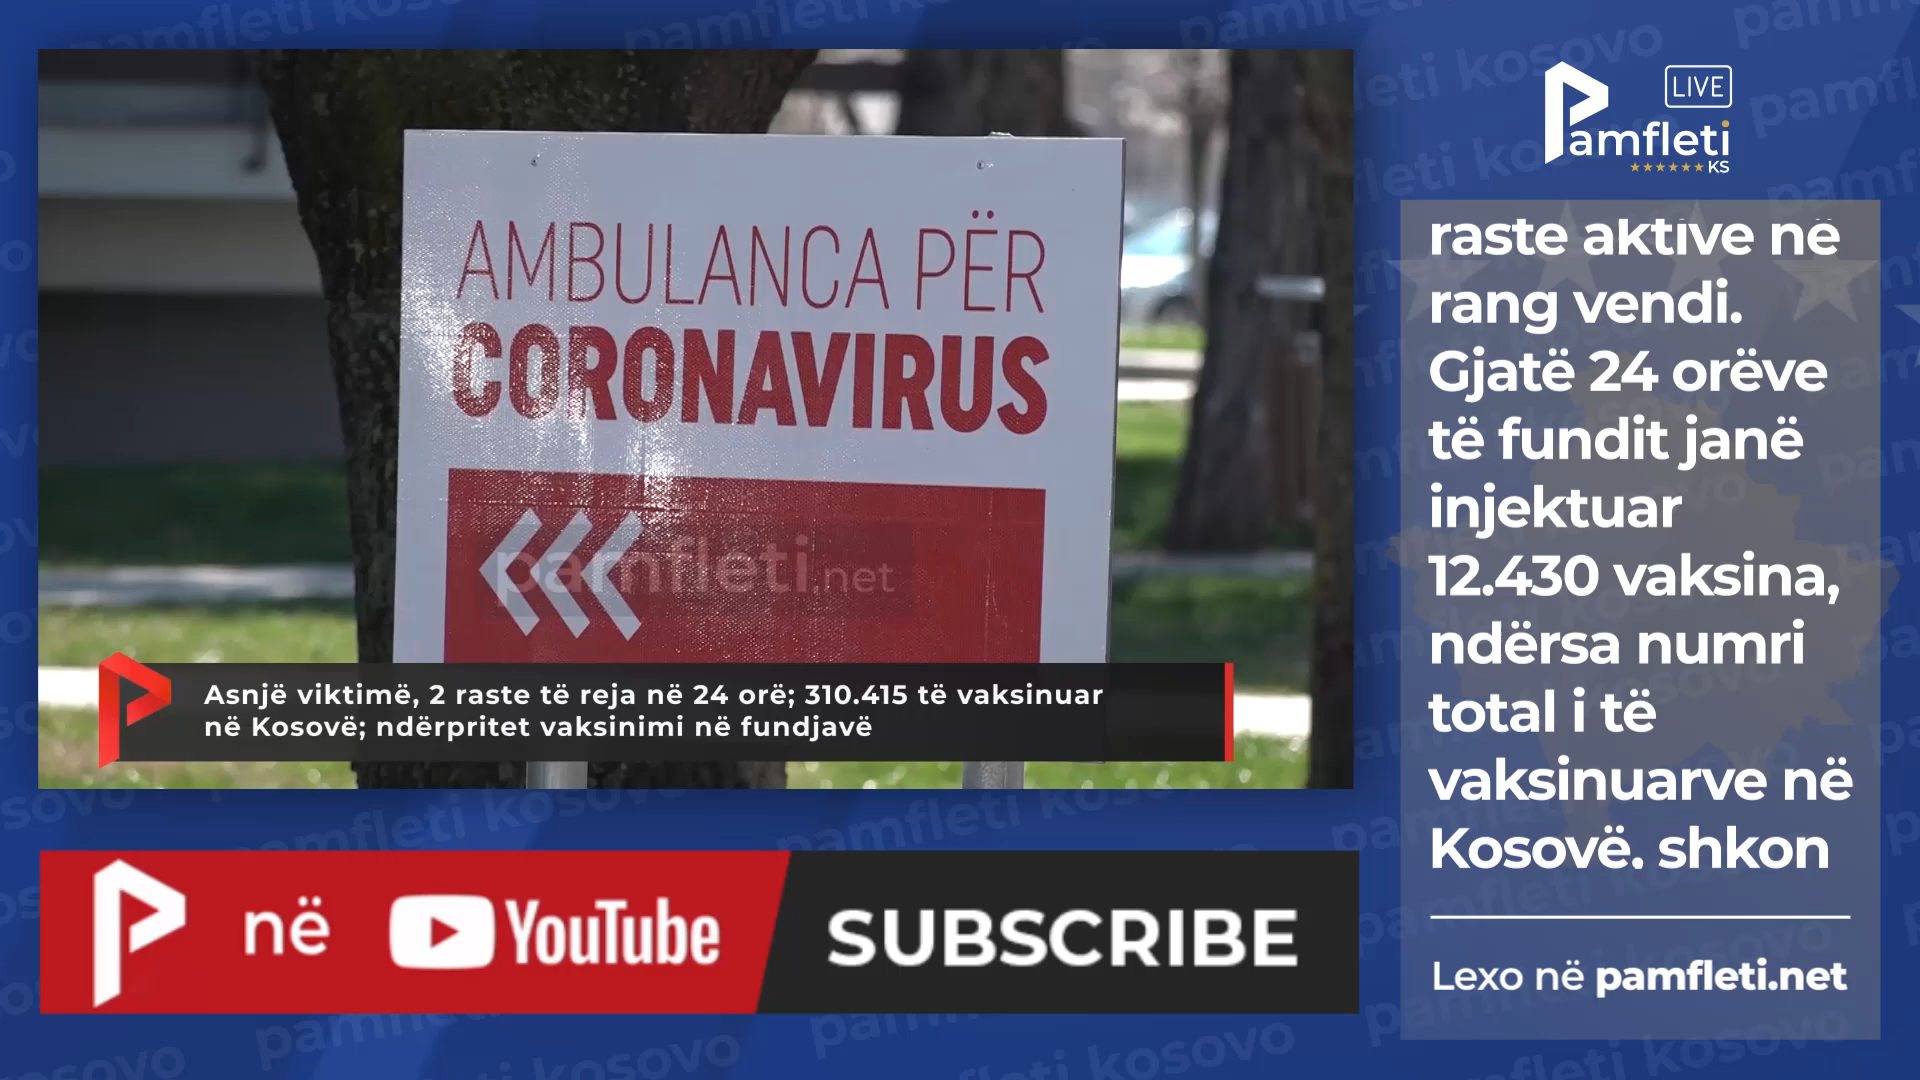 AMBULANCA PËR
CORONAVIRUS
pamfleti.net
Asnjë viktimë, 2 raste të reja në 24 orë; 310.415 të vaksinuar
në Kosovë; ndërpritet vaksinimi në fundjavë
në YouTube
SUBSCRIBE
LIVE
Pamfleti
KS
raste aktive në
rang vendi.
Gjatë 24 orëve
të fundit janë
injektuar
12.430 vaksina,
ndërsa numri
total i të
vaksinuarve në
Kosovë. shkon
Lexo në pamfleti.net
pamfleti kosovo